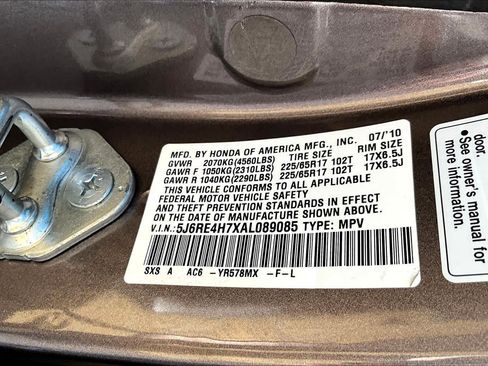 MFD. BY HONDA OF AMERICA MFG., INC. 07/'10
GVWR 2070KG(4560LBS) TIRE SIZE RIM SIZE
GAWR F 1050KG(2310LBS) 225/65R17 102T 17X6.5J
GAWR R 1040KG(2290LBS) 225/65R17 102T 17X6.5J
THIS VEHICLE CONFORMS TO ALL APPLICABLE
FEDERAL MOTOR VEHICLE SAFETY, BUMPER,
AND THEFT PREVENTION STANDARDS IN EFFECT
ON THE DATE OF MANUFACTURE SHOWN ABOVE.
V.I.N.: 5J6RE4H7XAL089085 TYPE: MPV
SXS A AC6 -YR578MX -F-L
door.
•See owner's
manual for
more information.